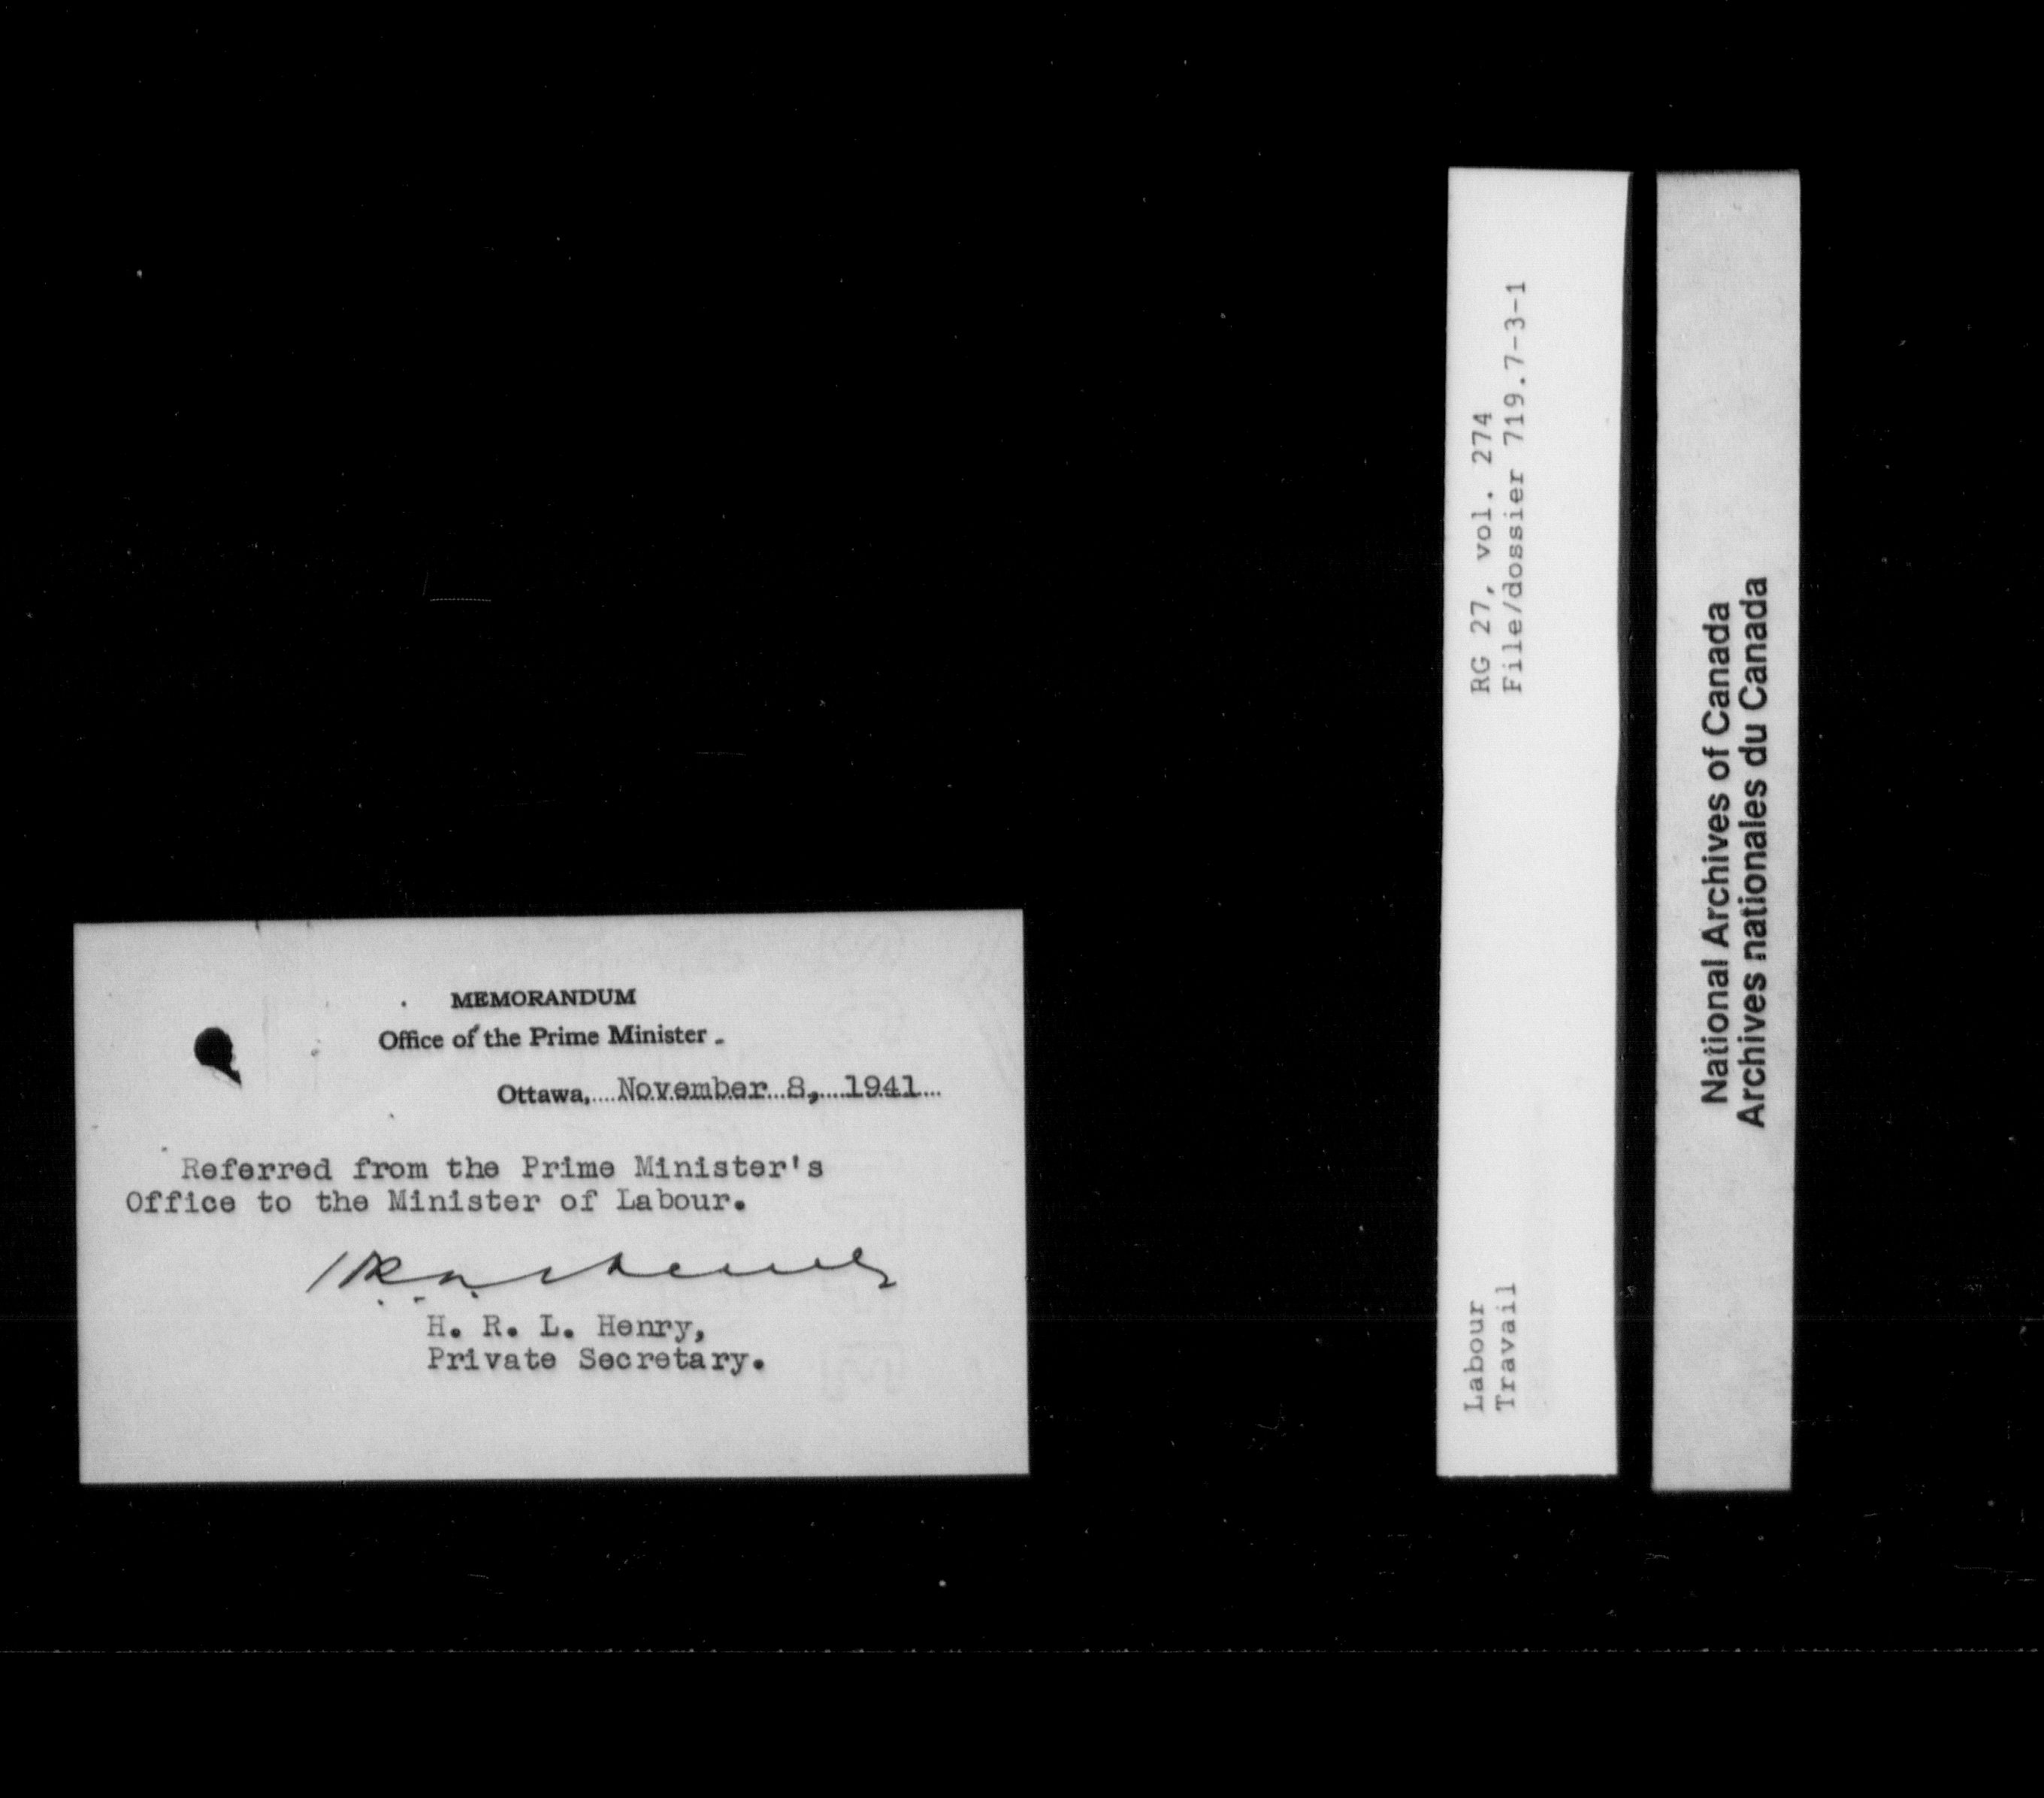 MEMORANDUM
Office of the Prime Minister.
Ottawa, November 8, 1941
Referred from the Prime Minister's
Office to the Minister of Labour.
H. R. L. Henry,
Private Secretary.
RG 27, vol. 274
File/dossier 719.7-3-1
Labour
Travail
National Archives of Canada
Archives nationales du Canada